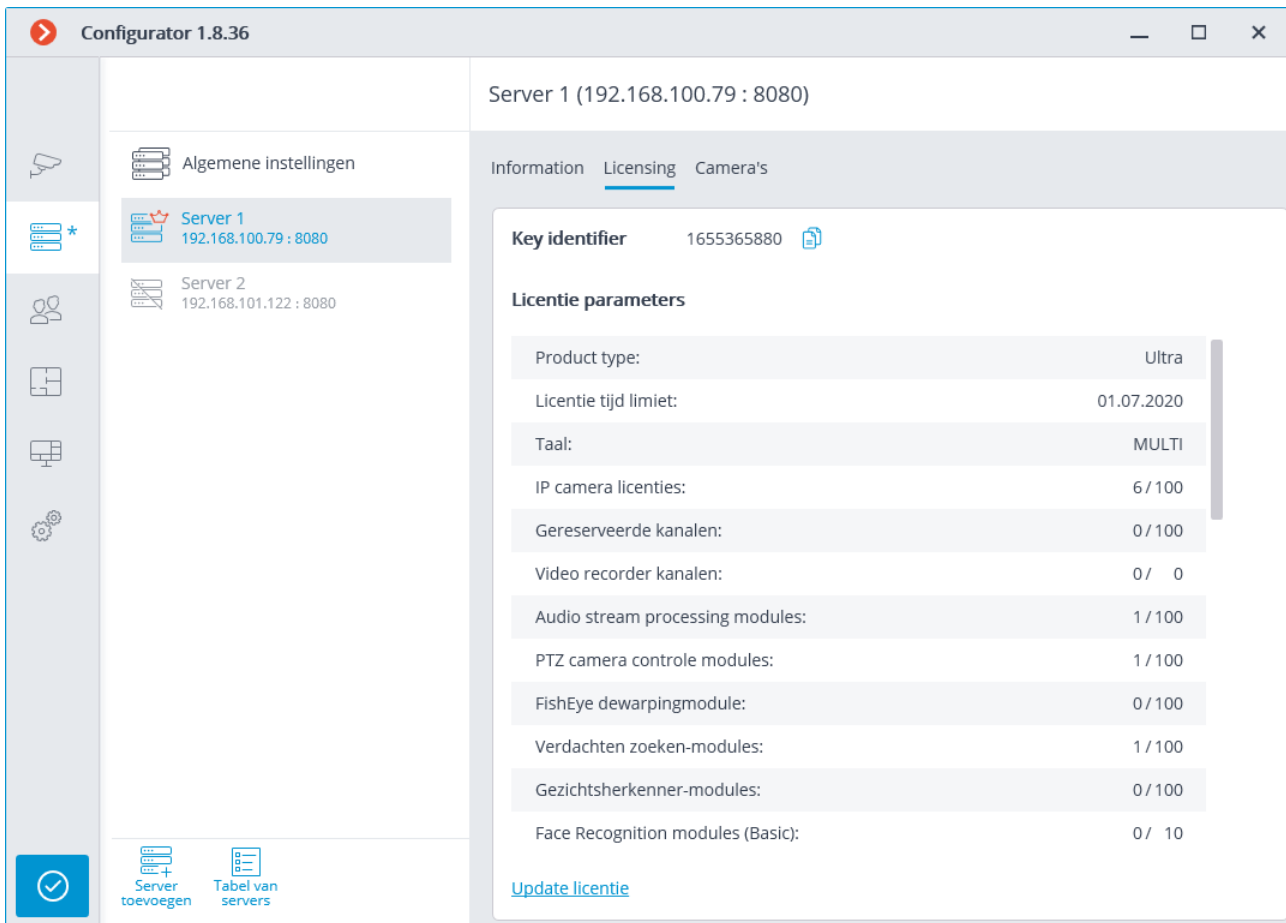 Configurator 1.8.36
Server 1 (192.168.100.79 : 8080)
Algemene instellingen
Server 1
192.168.100.79 : 8080
Server 2
192.168.101.122 : 8080
Server toevoegen
Tabel van servers
Information Licensing Camera's
Key identifier 1655365880
Licentie parameters
Product type: Ultra
Licentie tijd limiet: 01.07.2020
Taal: MULTI
IP camera licenties: 6/100
Gereserveerde kanalen: 0/100
Video recorder kanalen: 0/ 0
Audio stream processing modules: 1/100
PTZ camera controle modules: 1/100
FishEye dewarpingmodule: 0/100
Verdachten zoeken-modules: 1/100
Gezichtsherkenner-modules: 0/100
Face Recognition modules (Basic): 0/ 10
Update licentie